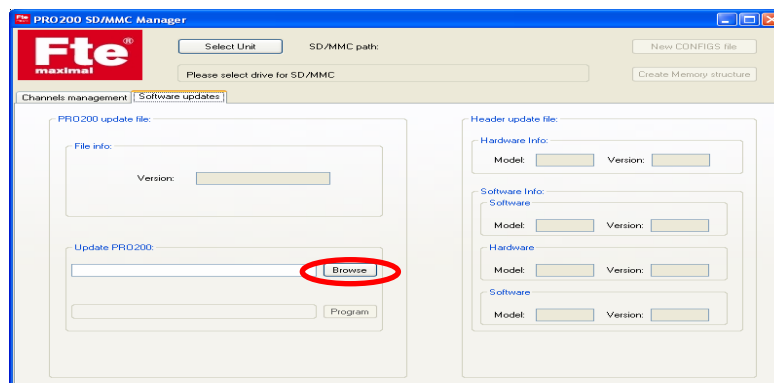 PRO200 SD/MMC Manager
Fte®
maximal
Select Unit
SD/MMC path:
New CONFIGS file
Please select drive for SD/MMC
Create Memory structure
Channels management
Software updates
PRO200 update file:
File info:
Version:
Update PRO200:
Browse
Program
Header update file:
Hardware Info:
Model: Version:
Software Info:
Software
Model: Version:
Hardware
Model: Version:
Software
Model: Version: